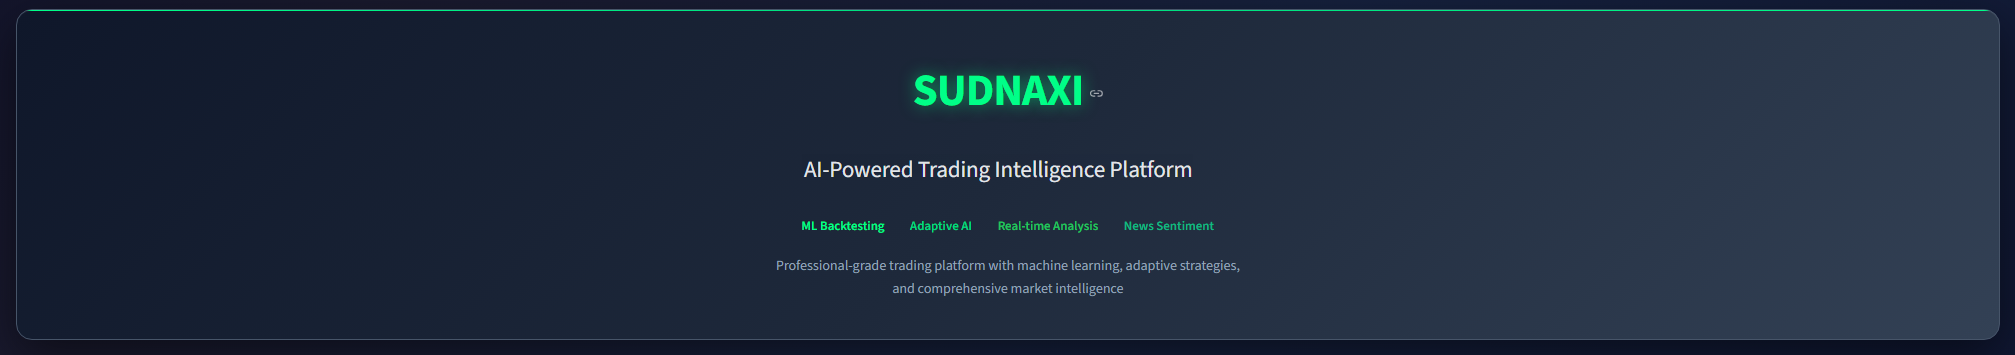 SUDNAXI
AI-Powered Trading Intelligence Platform
ML Backtesting Adaptive AI Real-time Analysis News Sentiment
Professional-grade trading platform with machine learning, adaptive strategies,
and comprehensive market intelligence